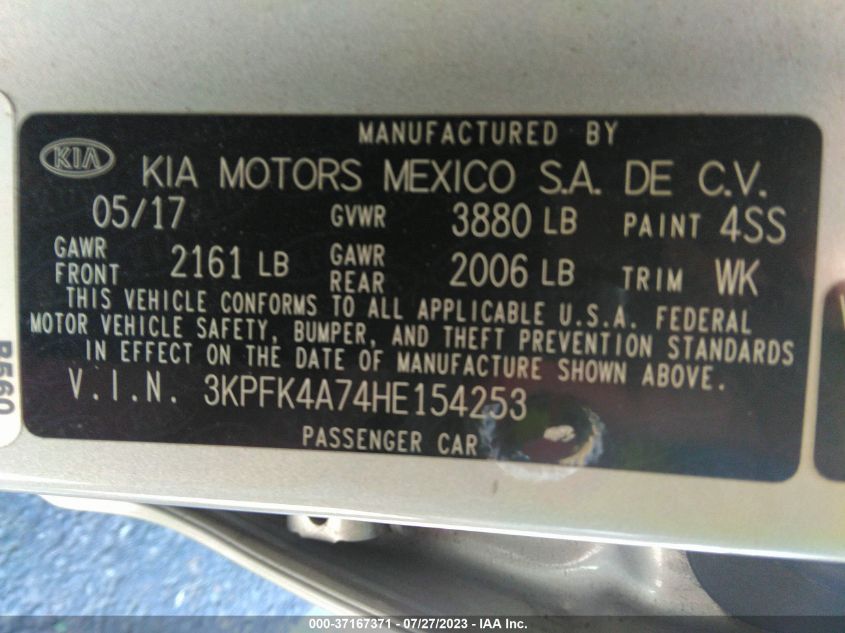 MANUFACTURED BY
KIA
KIA MOTORS MEXICO S.A. DE C.V.
05/17 GVWR 3880 LB PAINT 4SS
GAWR FRONT 2161 LB GAWR REAR 2006 LB TRIM WK
THIS VEHICLE CONFORMS TO ALL APPLICABLE U.S.A. FEDERAL
MOTOR VEHICLE SAFETY, BUMPER, AND THEFT PREVENTION STANDARDS
IN EFFECT ON THE DATE OF MANUFACTURE SHOWN ABOVE.
V.I.N. 3KPFK4A74HE154253
PASSENGER CAR
B560
000-37167371 - 07/27/2023 - IAA Inc.